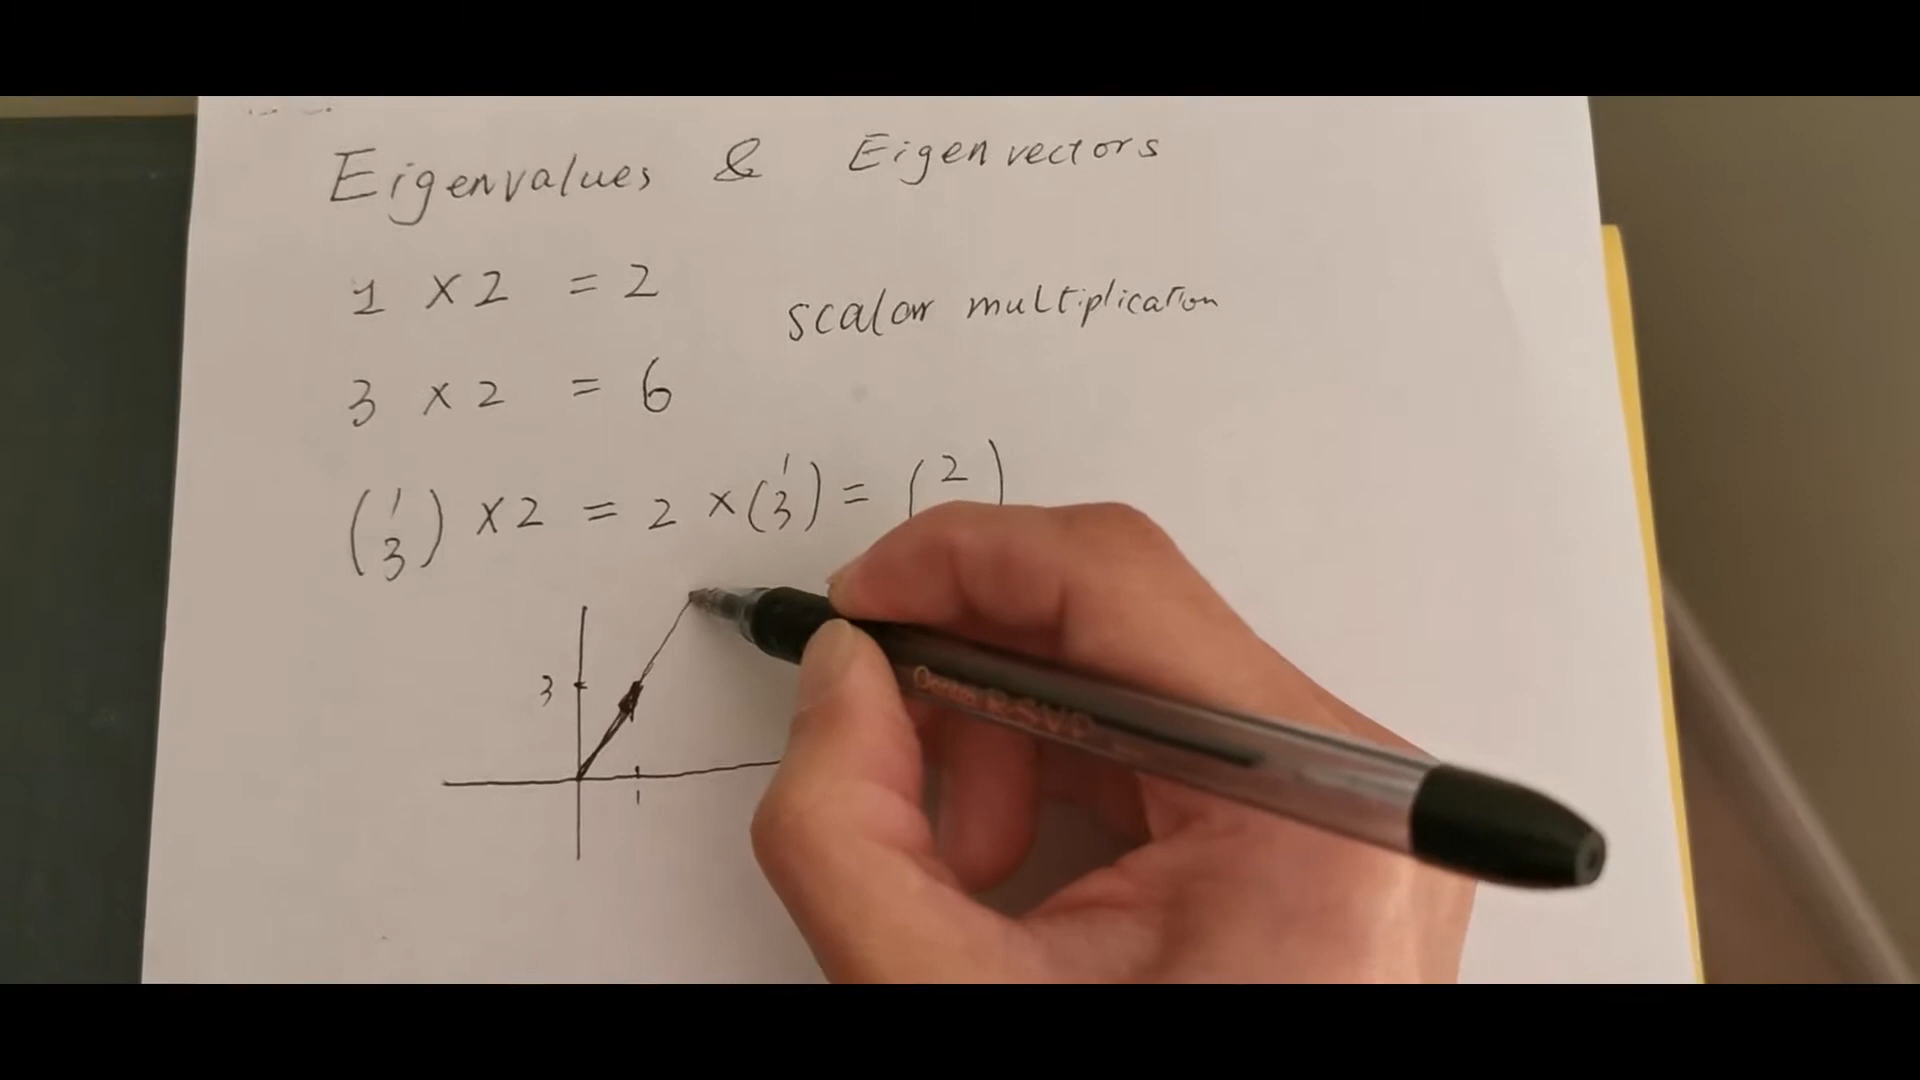 Eigenvalues & Eigenvectors
1 × 2 = 2
scalar multiplication
3 × 2 = 6
(1 3) × 2 = 2 × (1 3) = (2 )
3
1
RSVP